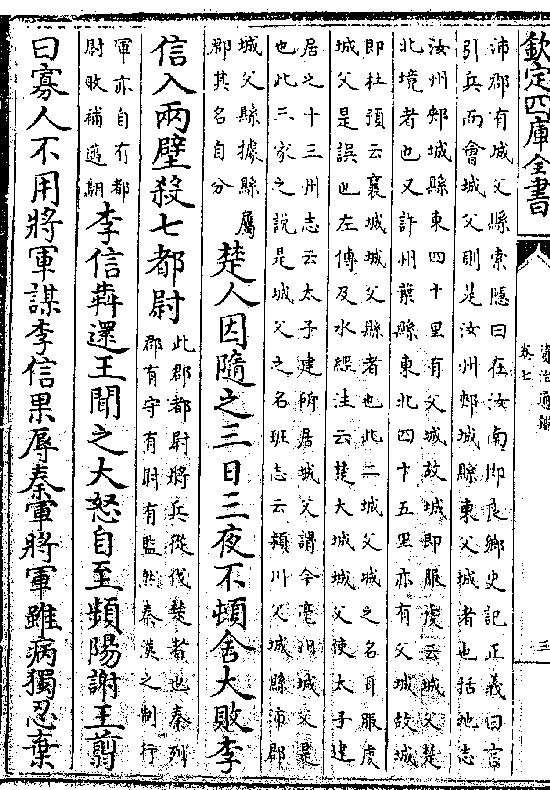 欽定四庫全書
資治通鑑
卷七
三
沛郡有城父縣索隱曰在汝南即良鄉史記正義曰言
引兵而會城父則是汝州郟城縣東父城者也括地志
汝州郟城縣東四十里有父城故城即服虔云城父楚
北境者也又許州葉縣東北四十五里亦有父城故城
即杜預云襄城城父縣者也此二城父城之名耳服虔
城父是誤也左傳及水經注云楚大城城父使太子建
居之十三州志云太子建所居城父謂今亳州城父是
也此三家之說是城父之名班志云潁川父城縣沛郡
城父縣據縣屬
郡其名自分
楚人因隨之三日三夜不頓舍大敗李
信入兩壁殺七都尉
此郡都尉將兵從伐楚者也秦列
郡有守有尉有監然秦漢之制行
軍亦自有都
尉
李信犇還王聞之大怒自至頻陽謝王翦
曰寡人不用將軍謀李信果辱秦軍將軍雖病獨忍棄